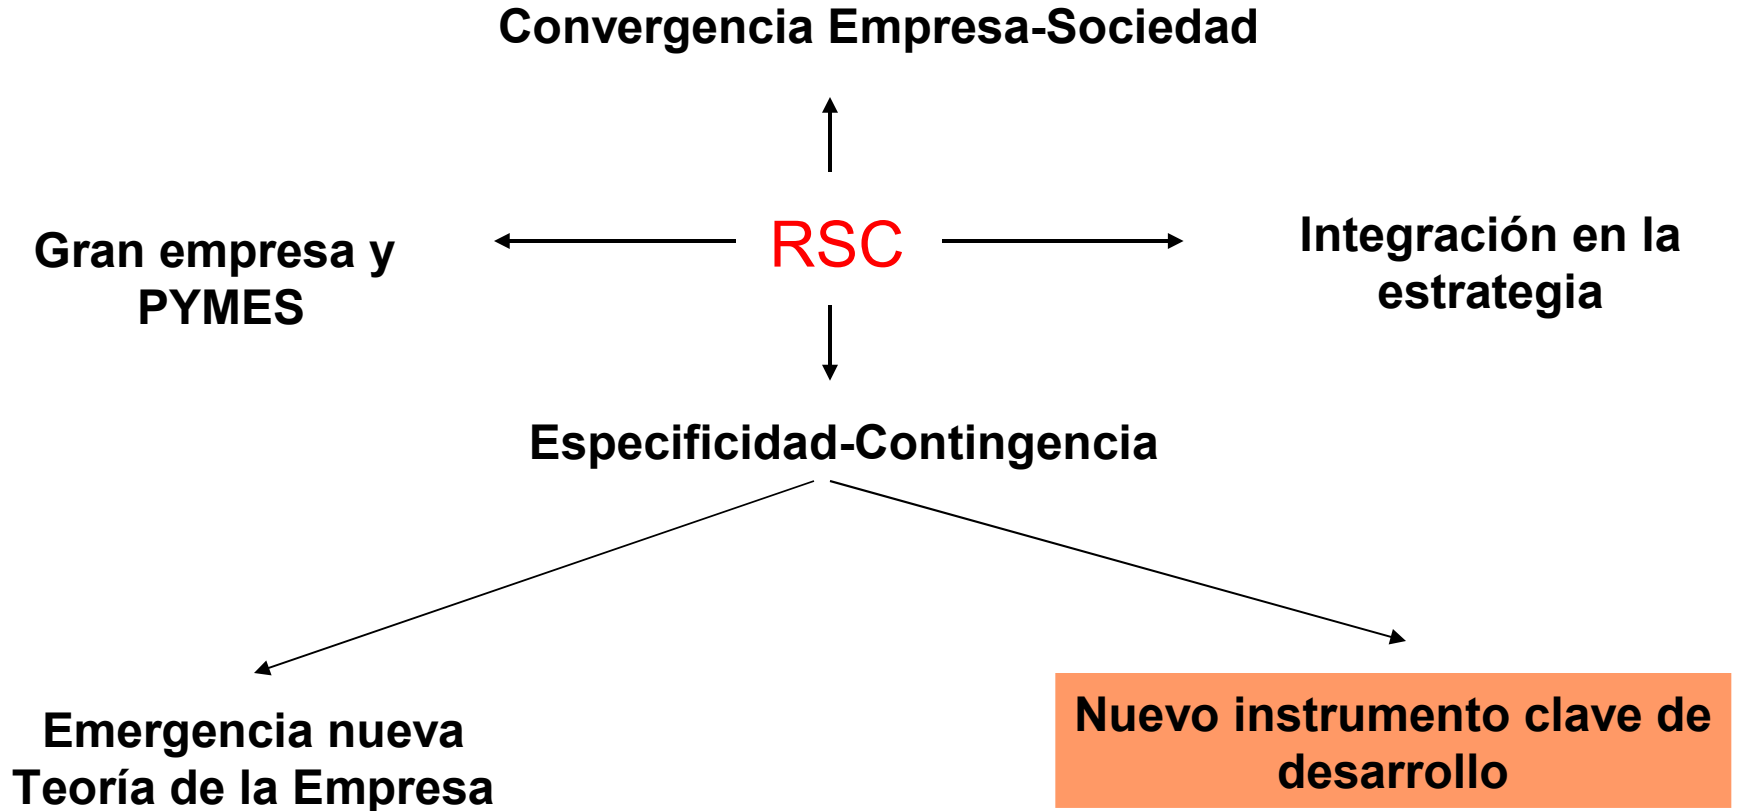 Convergencia Empresa-Sociedad
Gran empresa y
PYMES
RSC
Integración en la
estrategia
Especificidad-Contingencia
Emergencia nueva
Teoría de la Empresa
Nuevo instrumento clave de
desarrollo